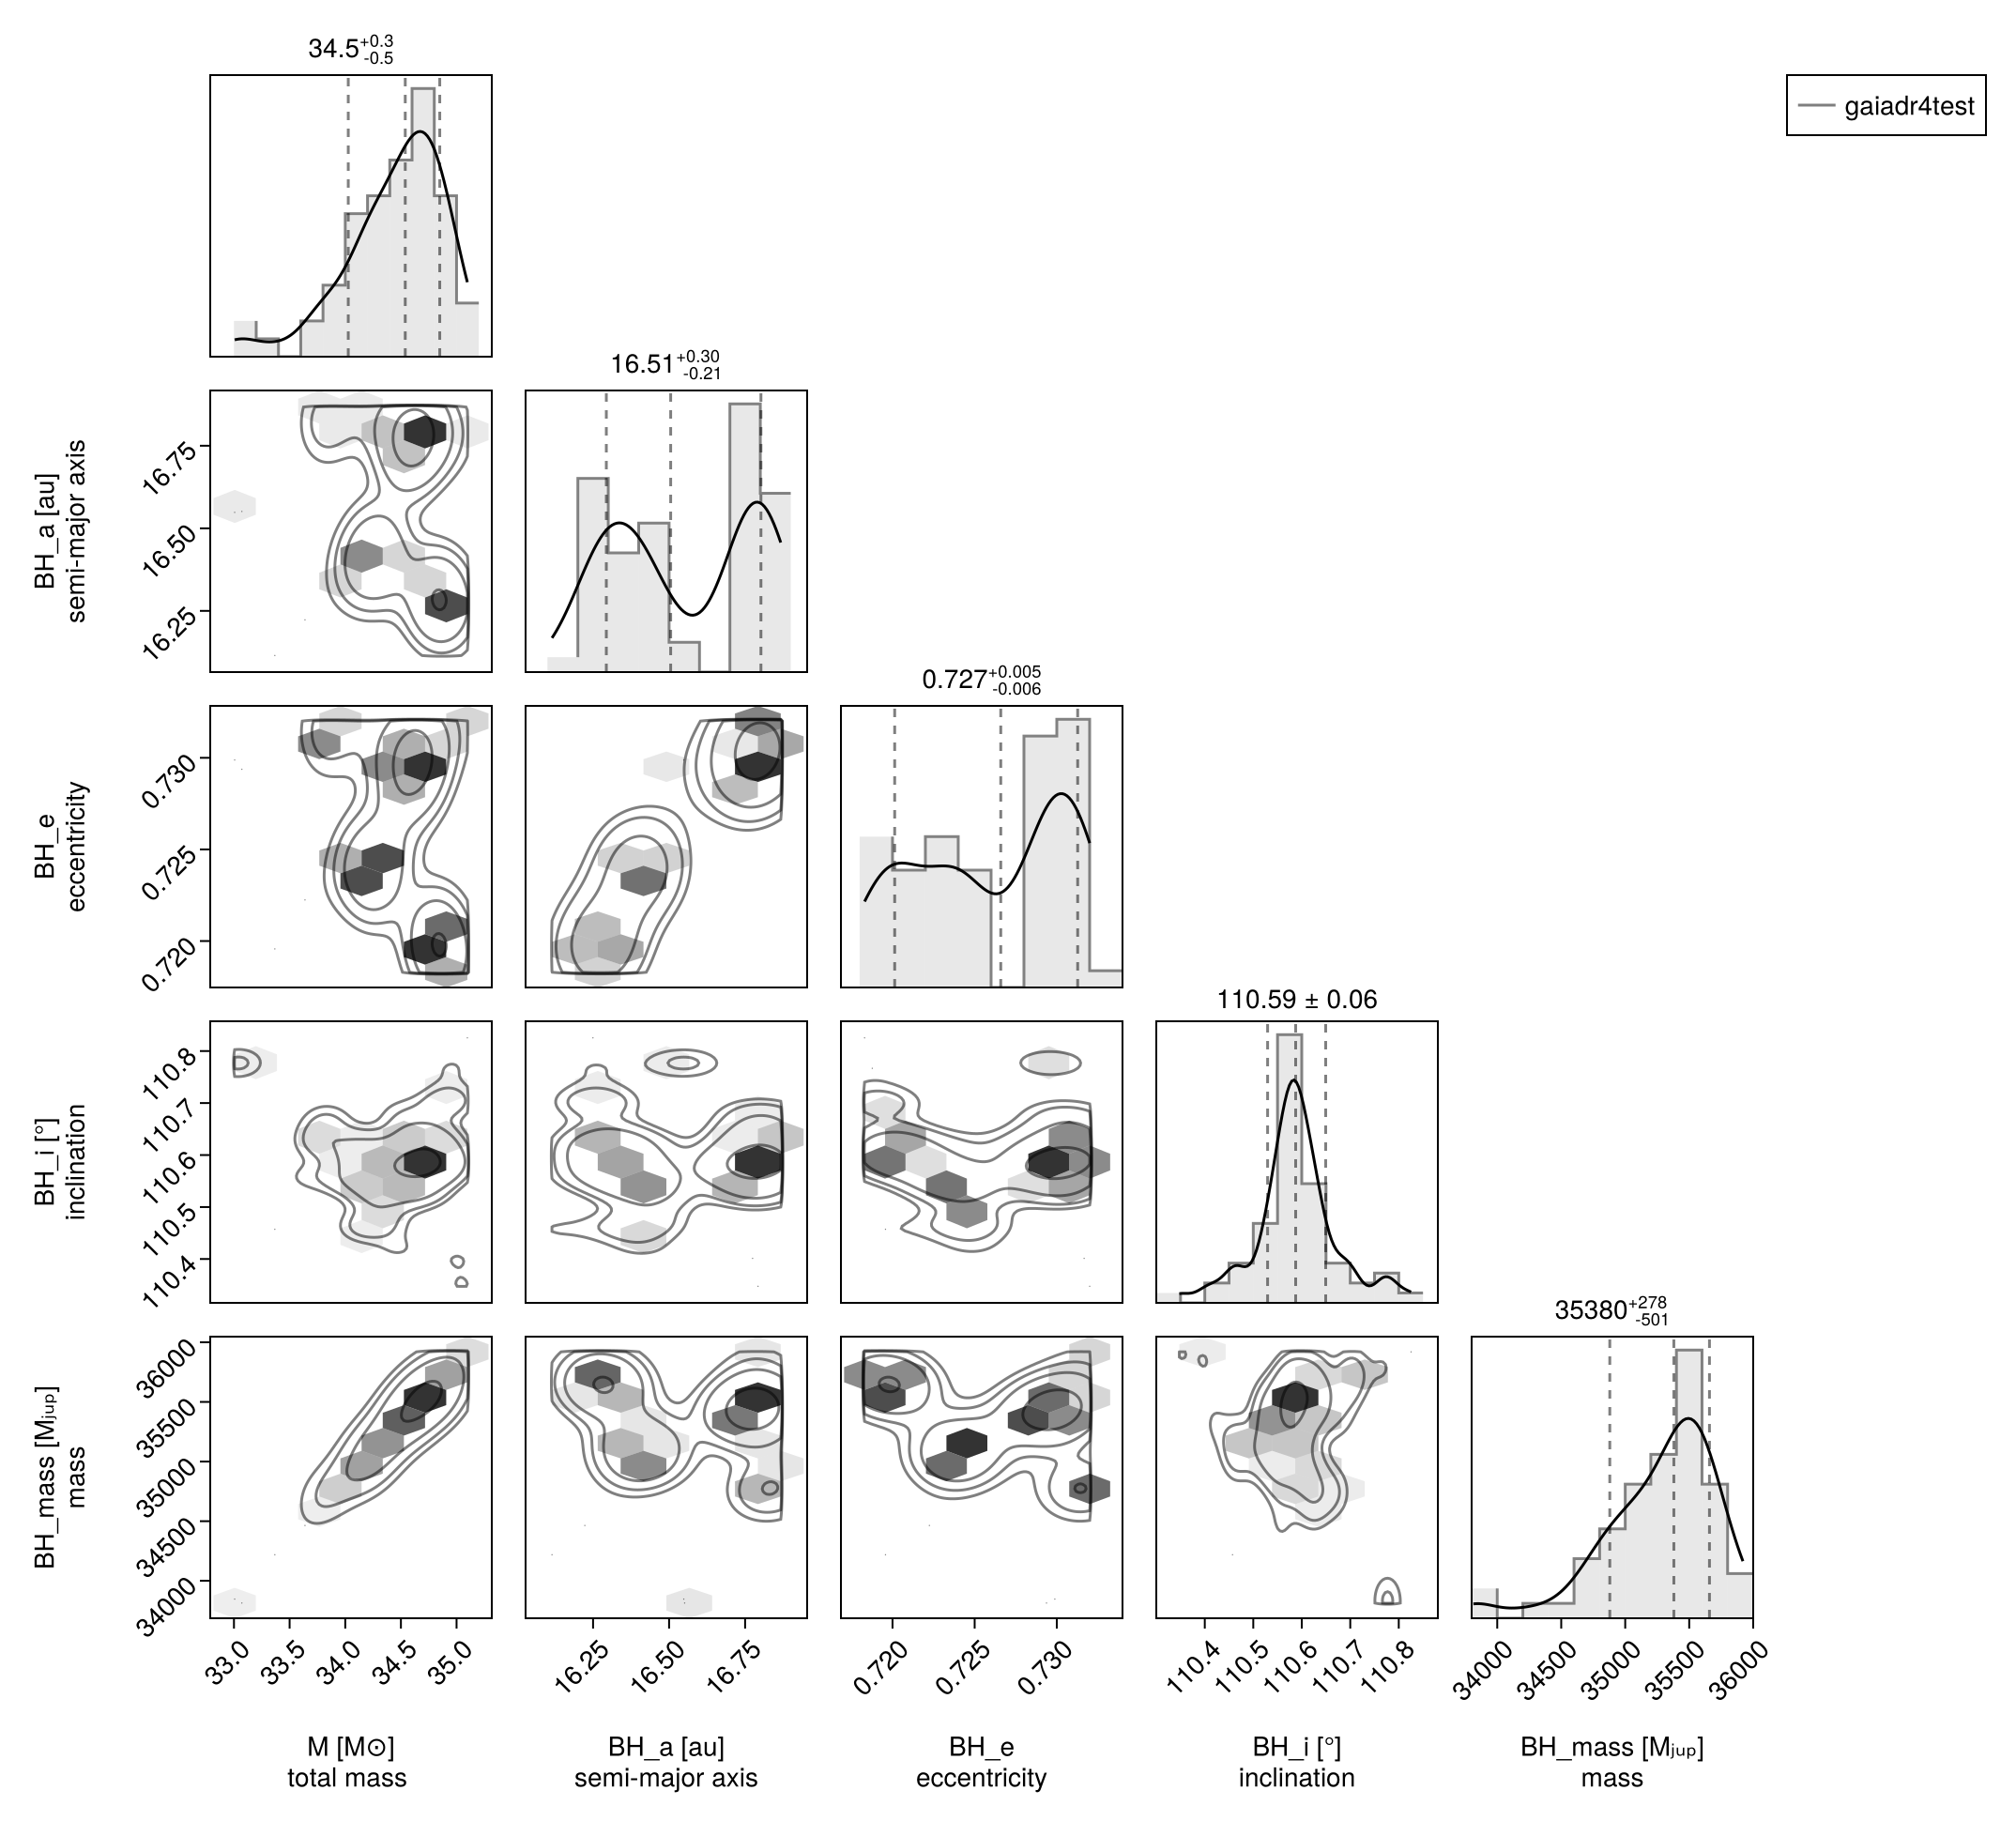 34.5+0.3
-0.5
gaiadr4test
16.51+0.30
-0.21
BH_a [au]
semi-major axis
16.75
16.50
16.25
0.727+0.005
-0.006
BH_e
eccentricity
0.730
0.725
0.720
110.59 ± 0.06
BH_i [°]
inclination
110.8
110.7
110.6
110.5
110.4
35380+278
-501
BH_mass [Mⱼᵤₚ]
mass
36000
35500
35000
34500
34000
33.0 33.5 34.0 34.5 35.0
16.25 16.50 16.75
0.720 0.725 0.730
110.4 110.5 110.6 110.7 110.8
34000 34500 35000 35500 36000
M [M⊙]
total mass
BH_a [au]
semi-major axis
BH_e
eccentricity
BH_i [°]
inclination
BH_mass [Mⱼᵤₚ]
mass